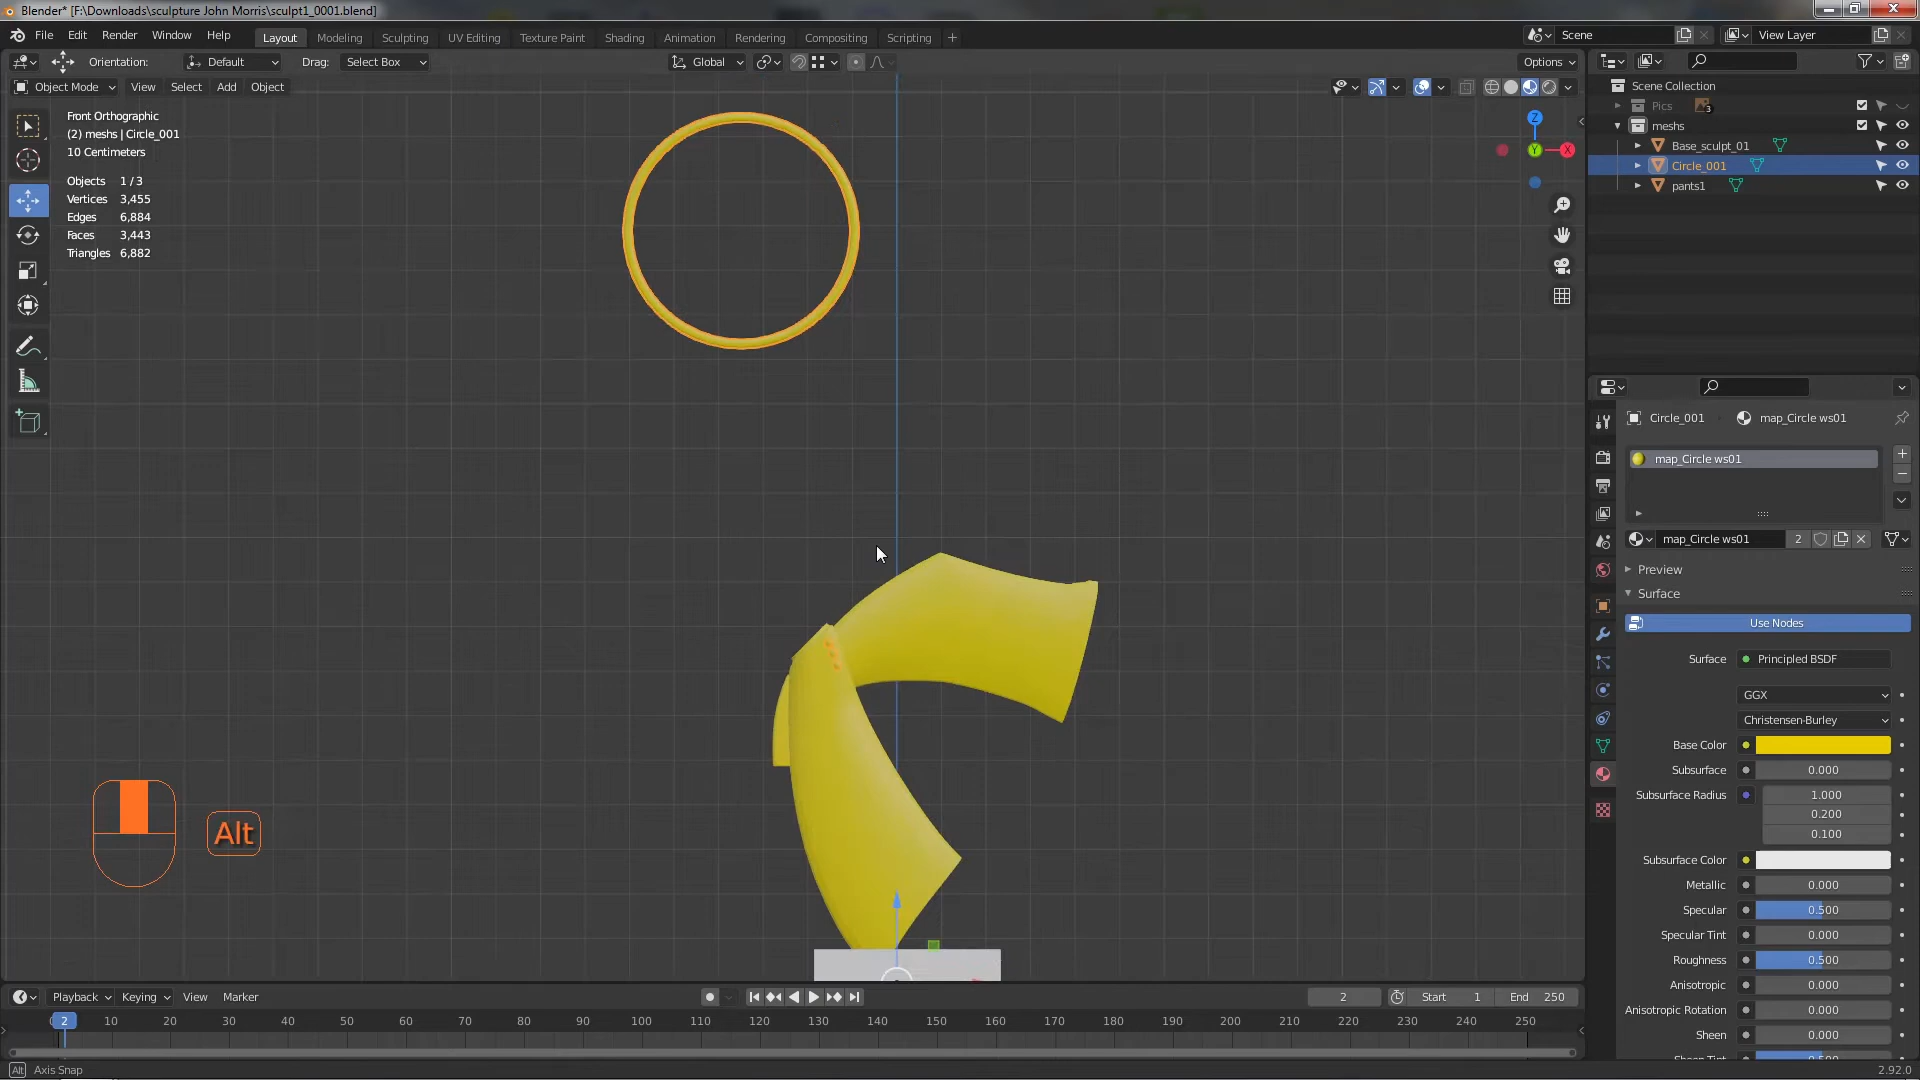 Blender* [F:\Downloads\sculpture John Morris\sculpt1_0001.blend]
File Edit Render Window Help Layout Modeling Sculpting UV Editing Texture Paint Shading Animation Rendering Compositing Scripting Scene View Layer
Orientation: Default Drag: Select Box Global Options
Object Mode View Select Add Object
Front Orthographic
(2) meshs | Circle_001
10 Centimeters
Objects 1 / 3
Vertices 3,455
Edges 6,884
Faces 3,443
Triangles 6,882
Z
Y
X
Alt
Scene Collection
Pics 3
meshs
Base_sculpt_01
Circle_001
pants1
Circle_001 map_Circle ws01
map_Circle ws01
map_Circle ws01 2
Preview
Surface
Use Nodes
Surface Principled BSDF
GGX
Christensen-Burley
Base Color
Subsurface 0.000
Subsurface Radius 1.000
0.200
0.100
Subsurface Color
Metallic 0.000
Specular 0.500
Specular Tint 0.000
Roughness 0.500
Anisotropic 0.000
Anisotropic Rotation 0.000
Sheen 0.000
Playback Keying View Marker 2 Start 1 End 250
2 10 20 30 40 50 60 70 80 90 100 110 120 130 140 150 160 170 180 190 200 210 220 230 240 250
Alt Axis Snap 2.92.0